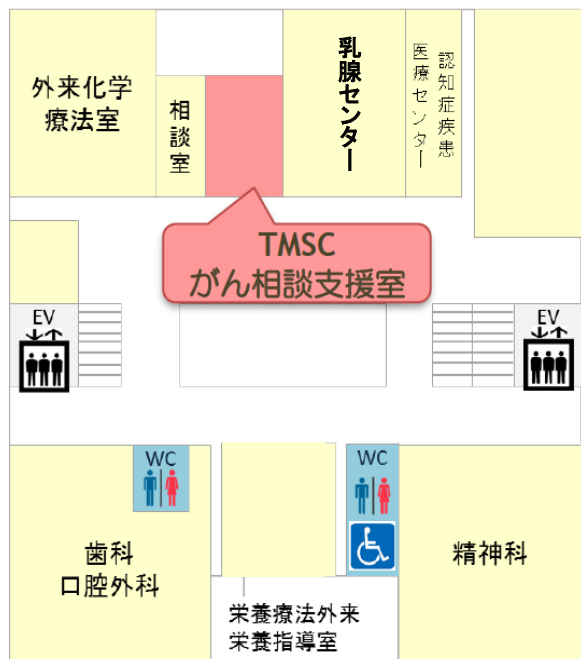 外来化学
療法室
相談室
乳腺センター
認知症疾患
医療センター
TMSC
がん相談支援室
EV
EV
WC
WC
歯科
口腔外科
精神科
栄養療法外来
栄養指導室